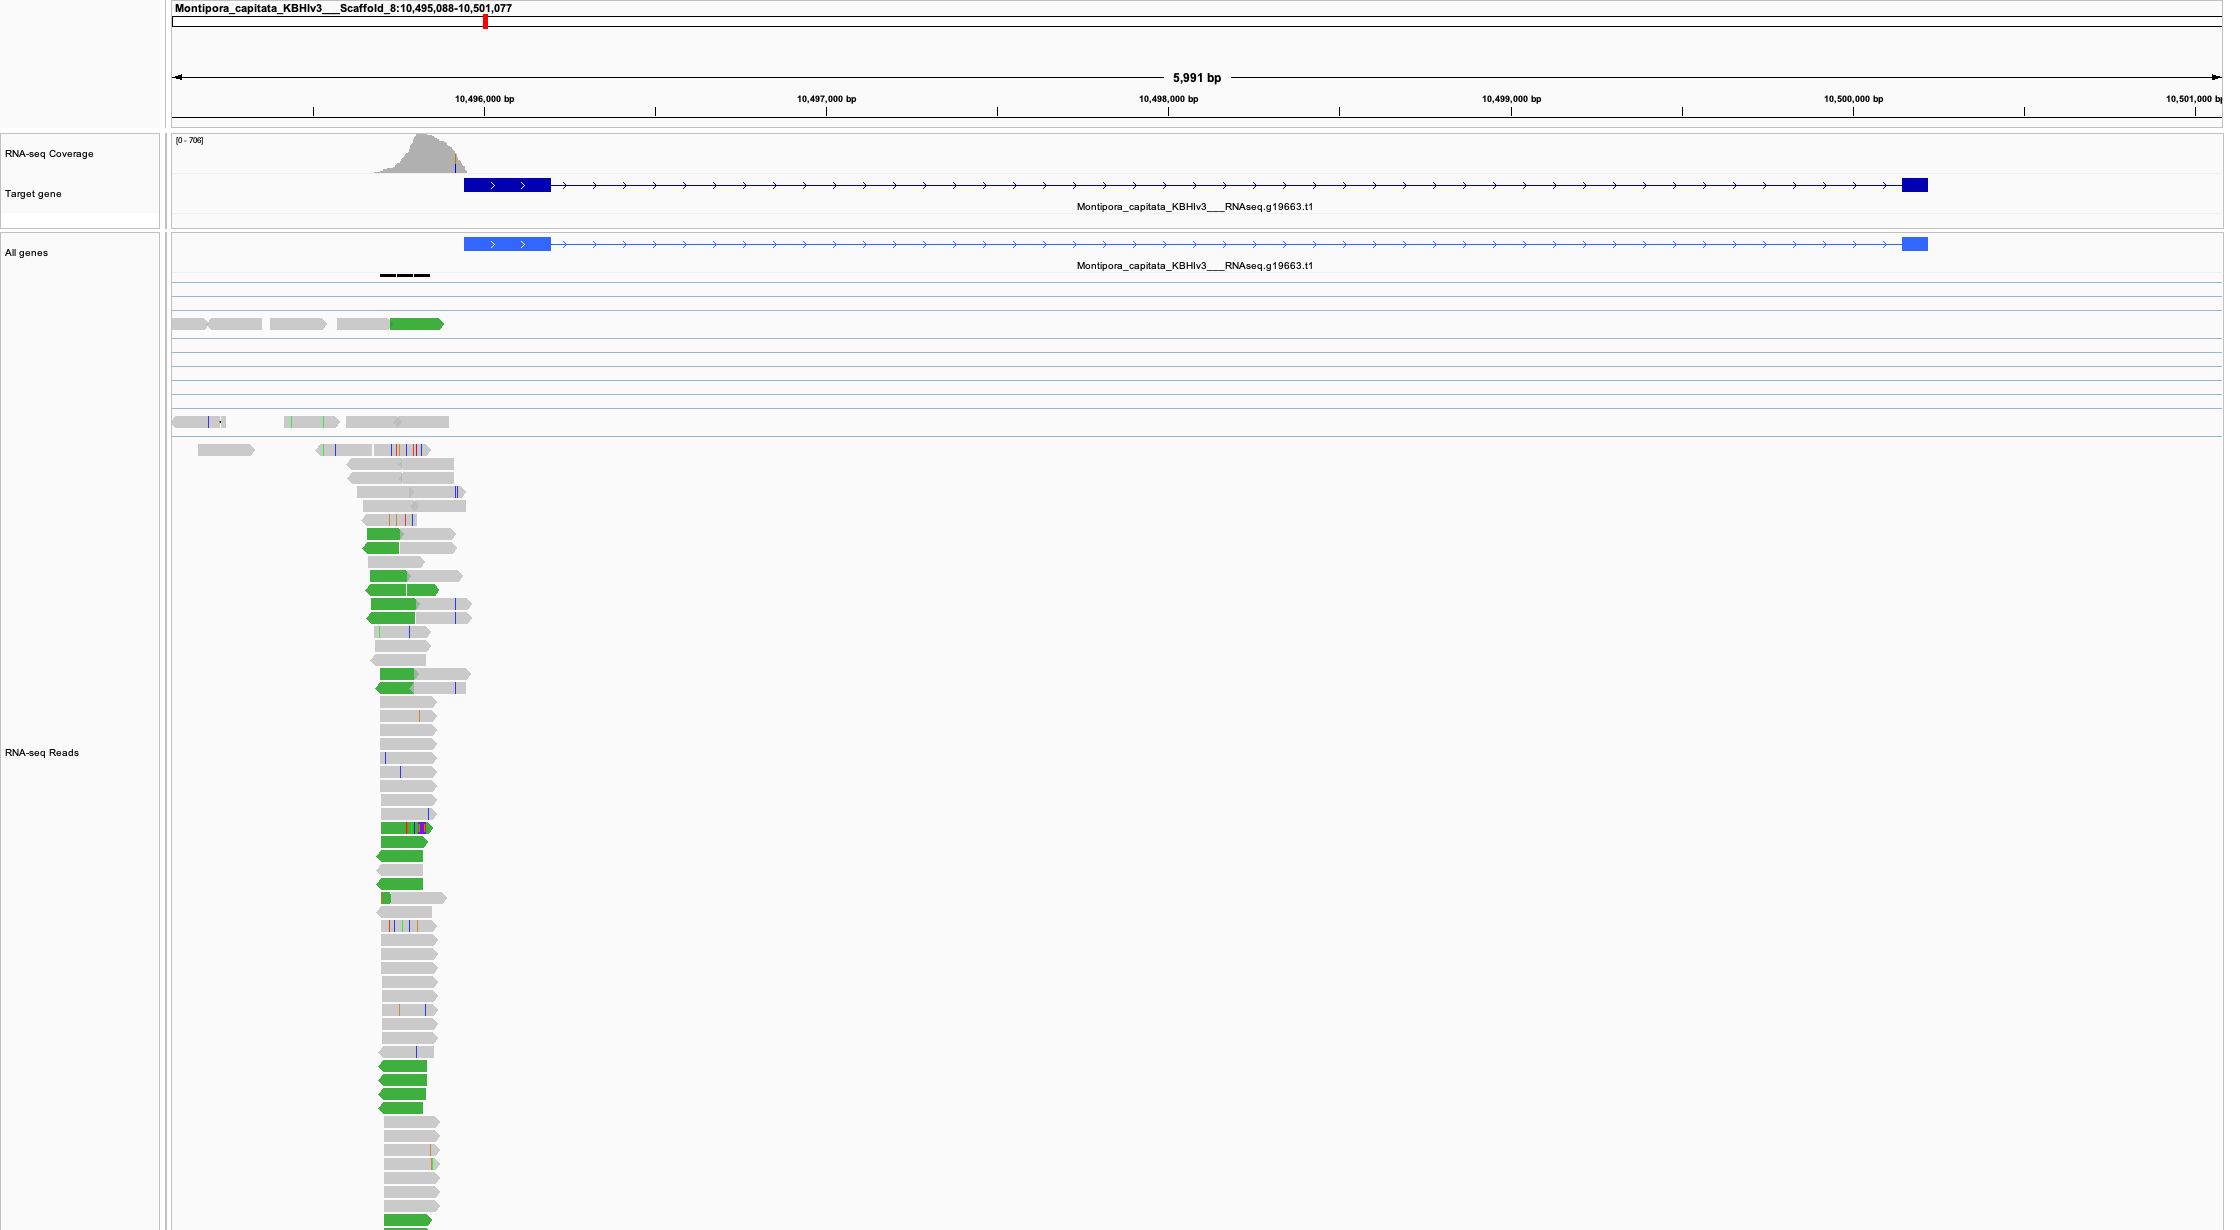 Montipora_capitata_KBHIv3___Scaffold_8:10,495,088-10,501,077
5,991 bp
10,496,000 bp 10,497,000 bp 10,498,000 bp 10,499,000 bp 10,500,000 bp 10,501,000 bp
[0 - 706]
RNA-seq Coverage
Target gene
Montipora_capitata_KBHIv3___RNAseq.g19663.t1
All genes
Montipora_capitata_KBHIv3___RNAseq.g19663.t1
RNA-seq Reads